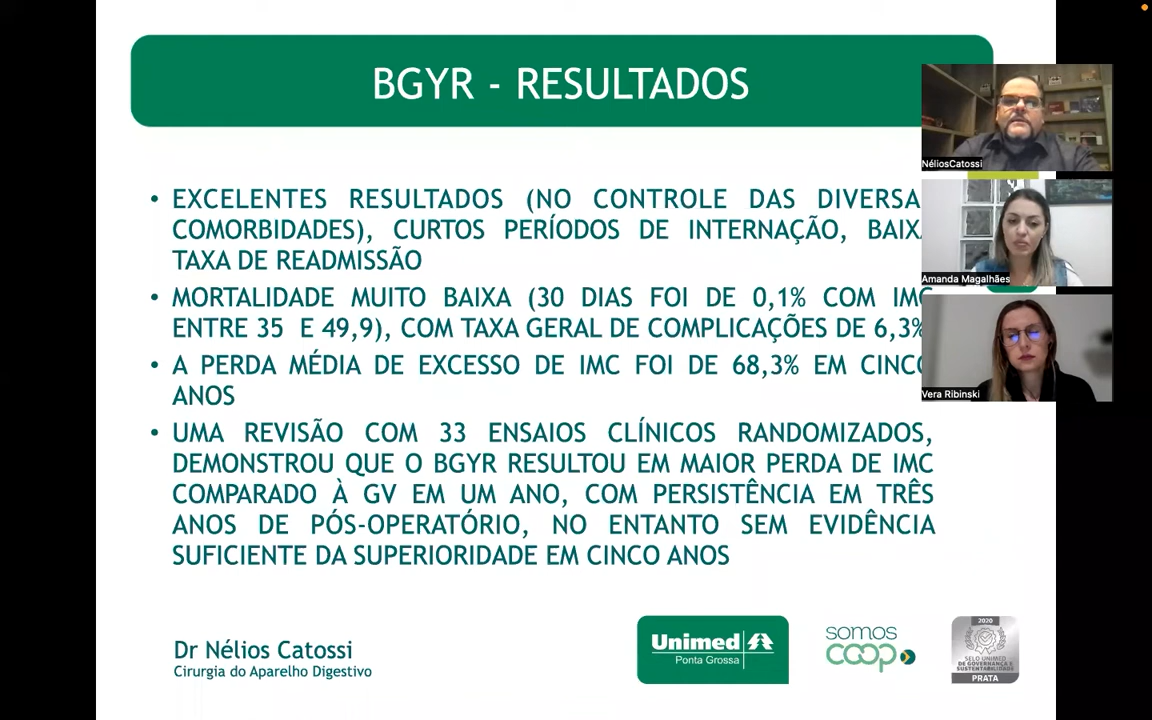 BGYR - RESULTADOS
• EXCELENTES RESULTADOS (NO CONTROLE DAS DIVERSA
COMORBIDADES), CURTOS PERÍODOS DE INTERNAÇÃO, BAIX
TAXA DE READMISSÃO
• MORTALIDADE MUITO BAIXA (30 DIAS FOI DE 0,1% COM IMC
ENTRE 35 E 49,9), COM TAXA GERAL DE COMPLICAÇÕES DE 6,3%
• A PERDA MÉDIA DE EXCESSO DE IMC FOI DE 68,3% EM CINCO
ANOS
• UMA REVISÃO COM 33 ENSAIOS CLÍNICOS RANDOMIZADOS,
DEMONSTROU QUE O BGYR RESULTOU EM MAIOR PERDA DE IMC
COMPARADO À GV EM UM ANO, COM PERSISTÊNCIA EM TRÊS
ANOS DE PÓS-OPERATÓRIO, NO ENTANTO SEM EVIDÊNCIA
SUFICIENTE DA SUPERIORIDADE EM CINCO ANOS
NéliosCatossi
Amanda Magalhães
Vera Ribinski
Dr Nélios Catossi
Cirurgia do Aparelho Digestivo
Unimed
Ponta Grossa
somos
coop
2020
SELO UNIMED
DE GOVERNANÇA E
SUSTENTABILIDADE
PRATA